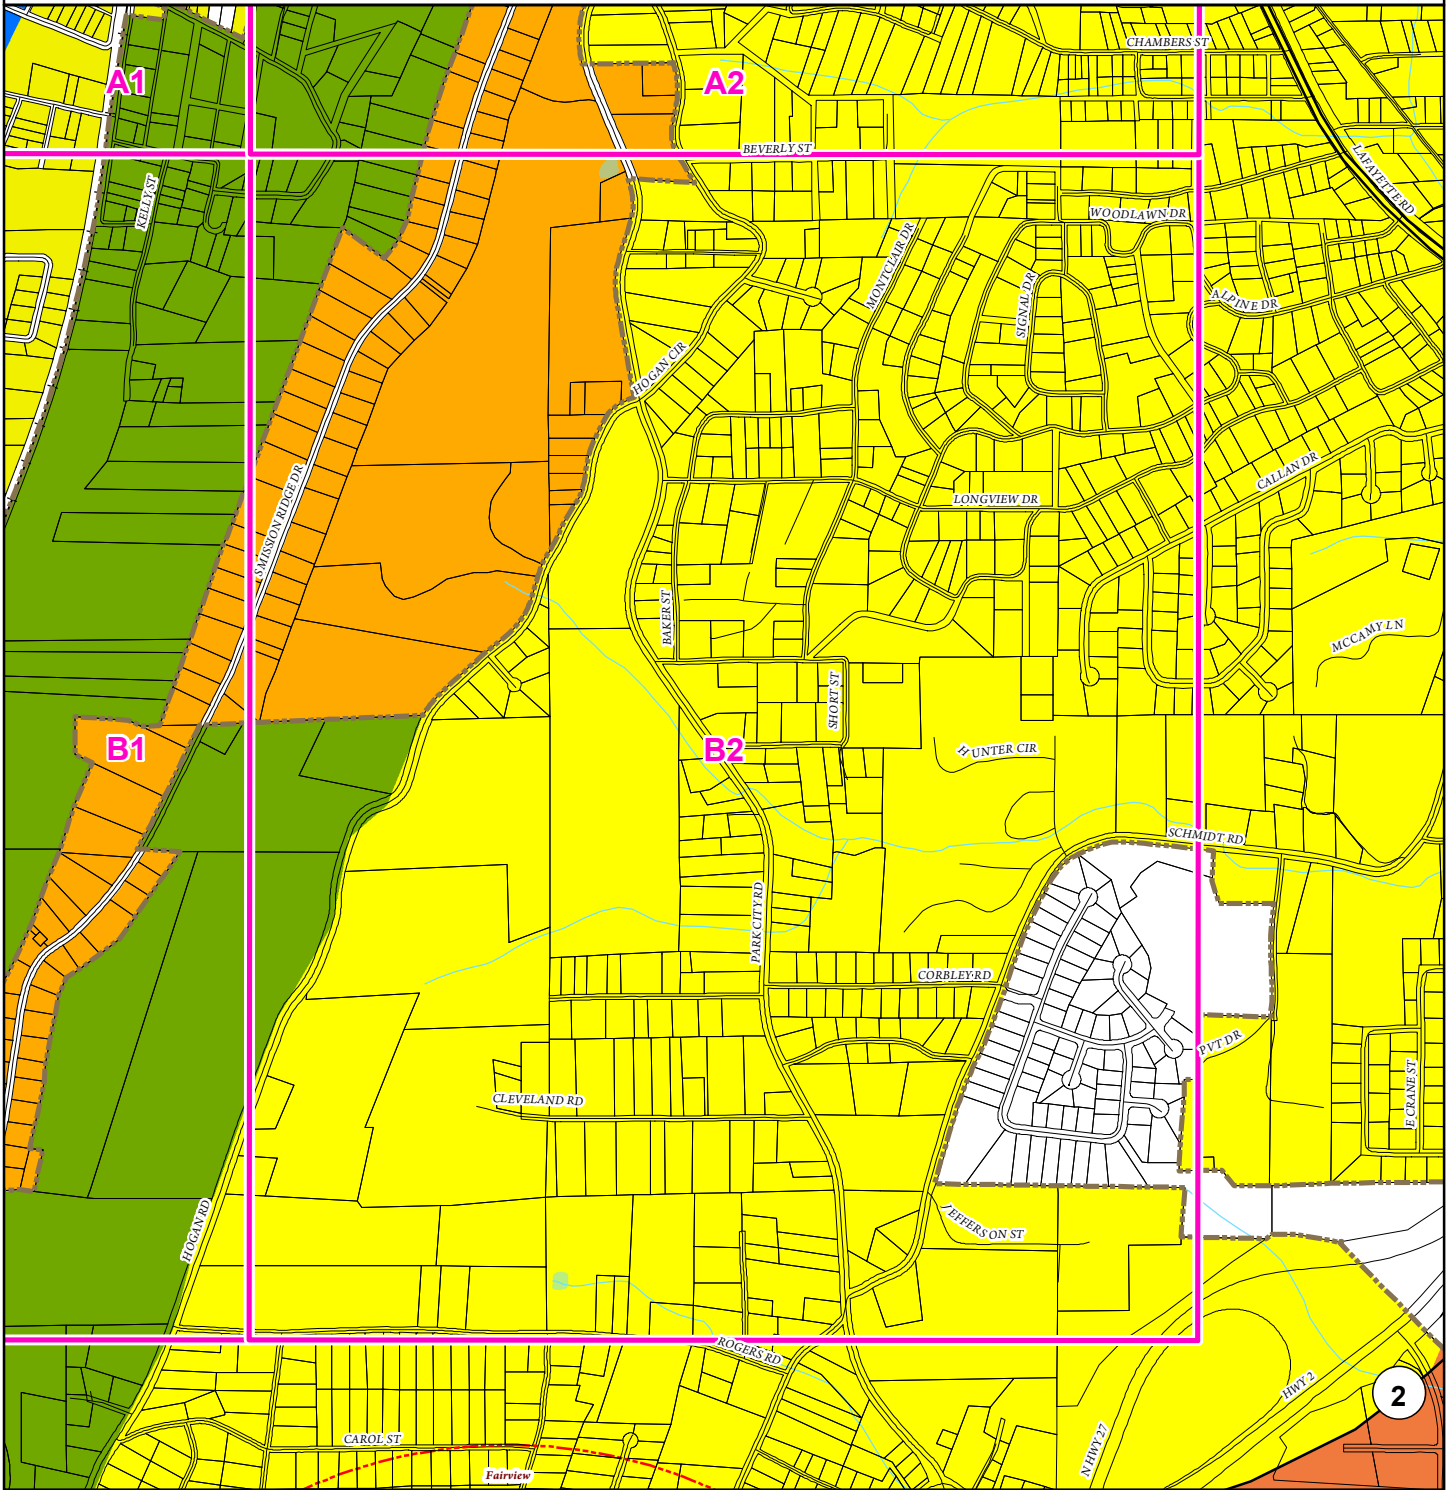 CHAMBERS ST
A1
A2
BEVERLY ST
LAFAYETTE RD
KELLY ST
WOODLAWN DR
MONTCLAIR DR
SIGNAL DR
ALPINE DR
HOGAN CIR
CALLAN DR
S MISSION RIDGE DR
LONGVIEW DR
BAKER ST
MCCAMY LN
SHORT ST
B1
B2
HUNTER CIR
SCHMIDT RD
PARK CITY RD
CORBLEY RD
PVT DR
CLEVELAND RD
E CRANE ST
HOGAN RD
JEFFERSON ST
ROGERS RD
HWY 2
2
CAROL ST
N HWY 27
Fairview